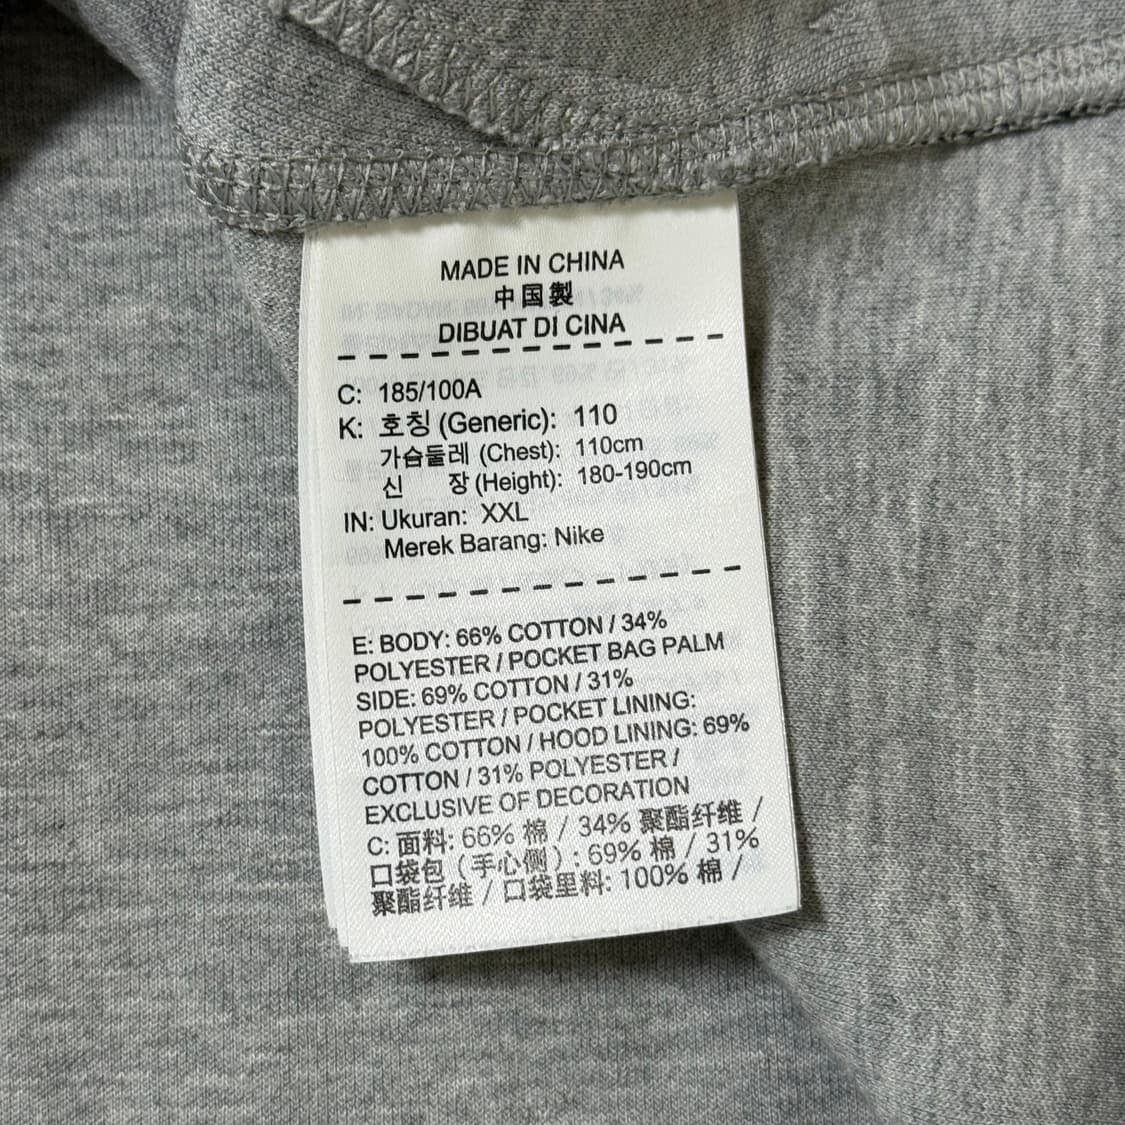 MADE IN CHINA
中国製
DIBUAT DI CINA
C: 185/100A
K: 호칭 (Generic): 110
가슴둘레 (Chest): 110cm
신 장 (Height): 180-190cm
IN: Ukuran: XXL
Merek Barang: Nike
E: BODY: 66% COTTON / 34%
POLYESTER / POCKET BAG PALM
SIDE: 69% COTTON / 31%
POLYESTER / POCKET LINING:
100% COTTON / HOOD LINING: 69%
COTTON / 31% POLYESTER /
EXCLUSIVE OF DECORATION
C: 面料: 66% 棉 / 34% 聚酯纤维 /
口袋包（手心侧）: 69% 棉 / 31%
聚酯纤维 / 口袋里料: 100% 棉 /